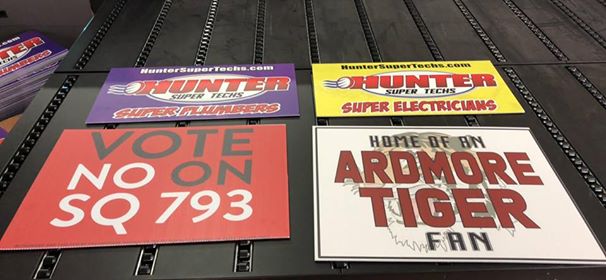 HunterSuperTechs.com
HUNTER
SUPER TECHS
SUPER PLUMBERS
HunterSuperTechs.com
HUNTER
SUPER TECHS
SUPER ELECTRICIANS
VOTE
NO ON
SQ 793
HOME OF AN
ARDMORE
TIGER
FAN
HUNTER